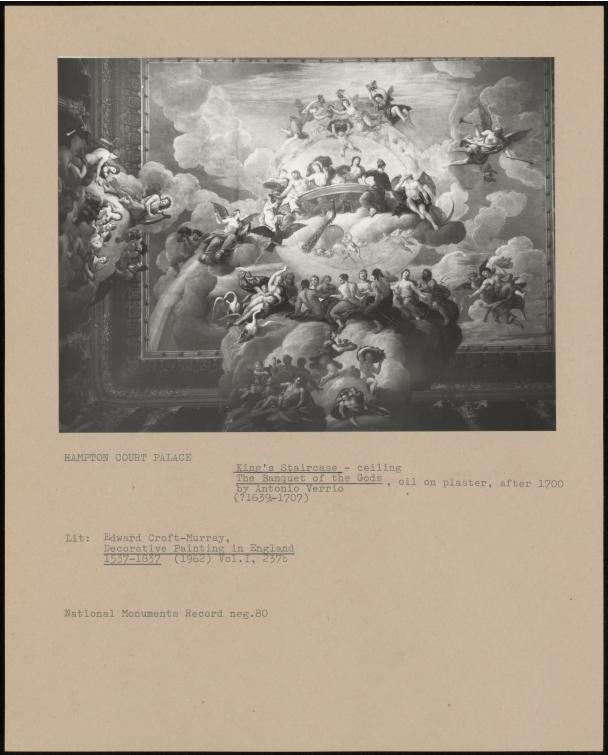 HAMPTON COURT PALACE
King's Staircase - ceiling
The Banquet of the Gods, oil on plaster, after 1700
by Antonio Verrio
(?1639-1707)
Lit: Edward Croft-Murray,
Decorative Painting in England
1537-1837 (1962) Vol.I, 237b
National Monuments Record neg.80